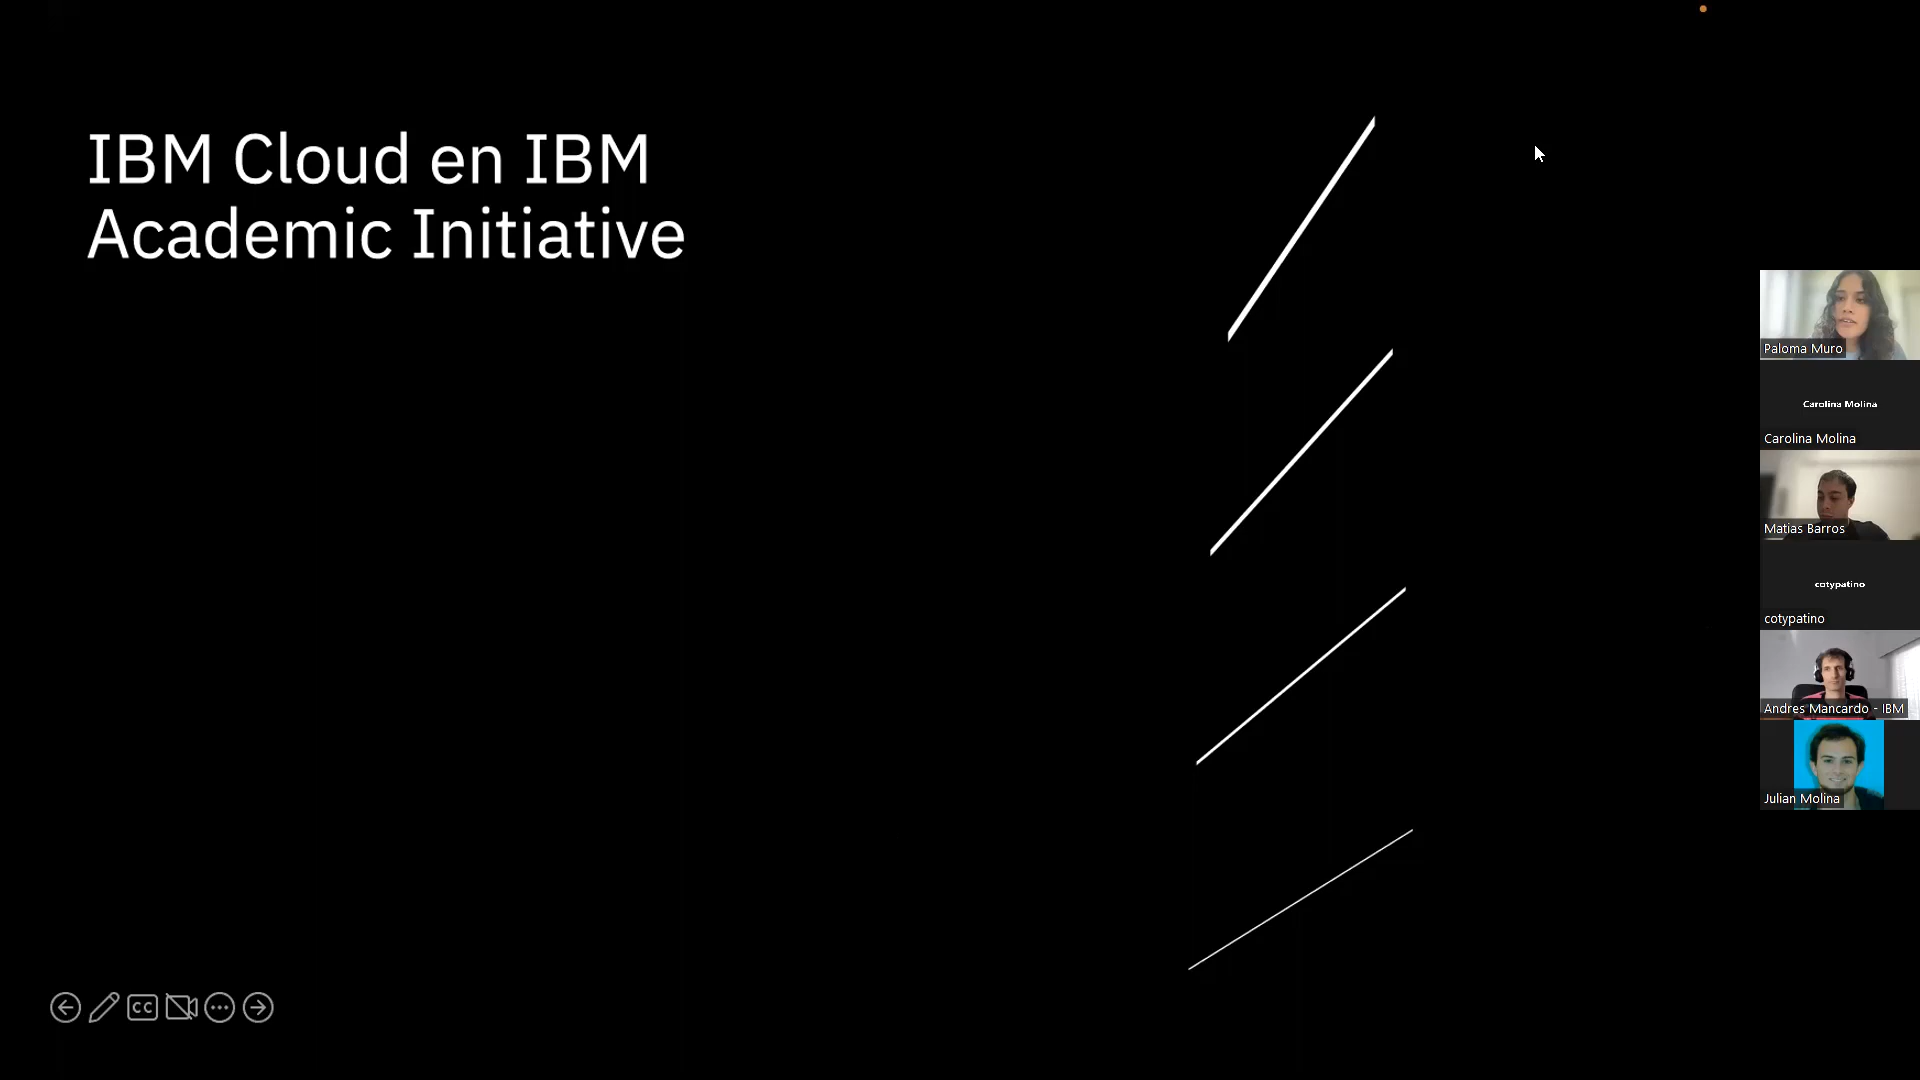 IBM Cloud en IBM
Academic Initiative
Paloma Muro
Carolina Molina
Carolina Molina
Matias Barros
cotypatino
cotypatino
Andres Mancardo - IBM
Julian Molina
CC